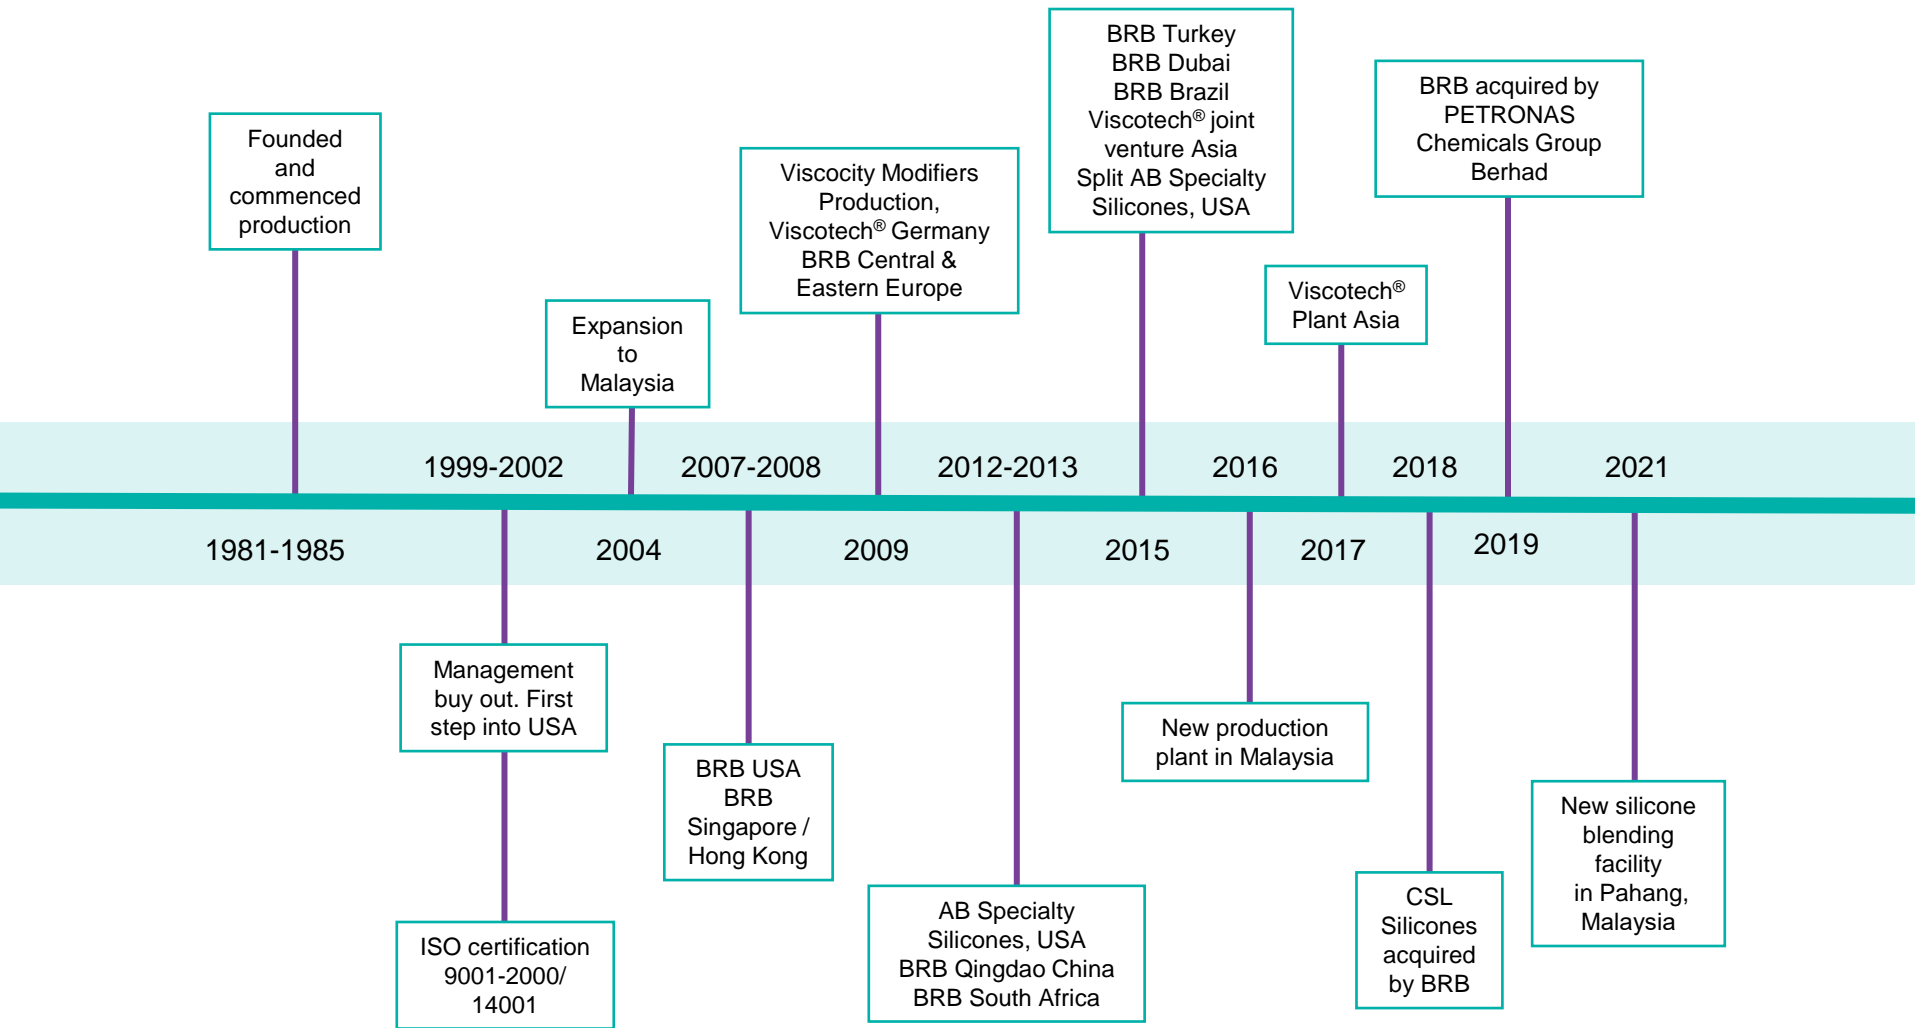 Founded
and
commenced
production
Expansion
to
Malaysia
Viscocity Modifiers
Production,
Viscotech® Germany
BRB Central &
Eastern Europe
BRB Turkey
BRB Dubai
BRB Brazil
Viscotech® joint
venture Asia
Split AB Specialty
Silicones, USA
Viscotech®
Plant Asia
BRB acquired by
PETRONAS
Chemicals Group
Berhad
1999-2002
2007-2008
2012-2013
2016
2018
2021
1981-1985
2004
2009
2015
2017
2019
Management
buy out. First
step into USA
ISO certification
9001-2000/
14001
BRB USA
BRB
Singapore /
Hong Kong
AB Specialty
Silicones, USA
BRB Qingdao China
BRB South Africa
New production
plant in Malaysia
CSL
Silicones
acquired
by BRB
New silicone
blending
facility
in Pahang,
Malaysia